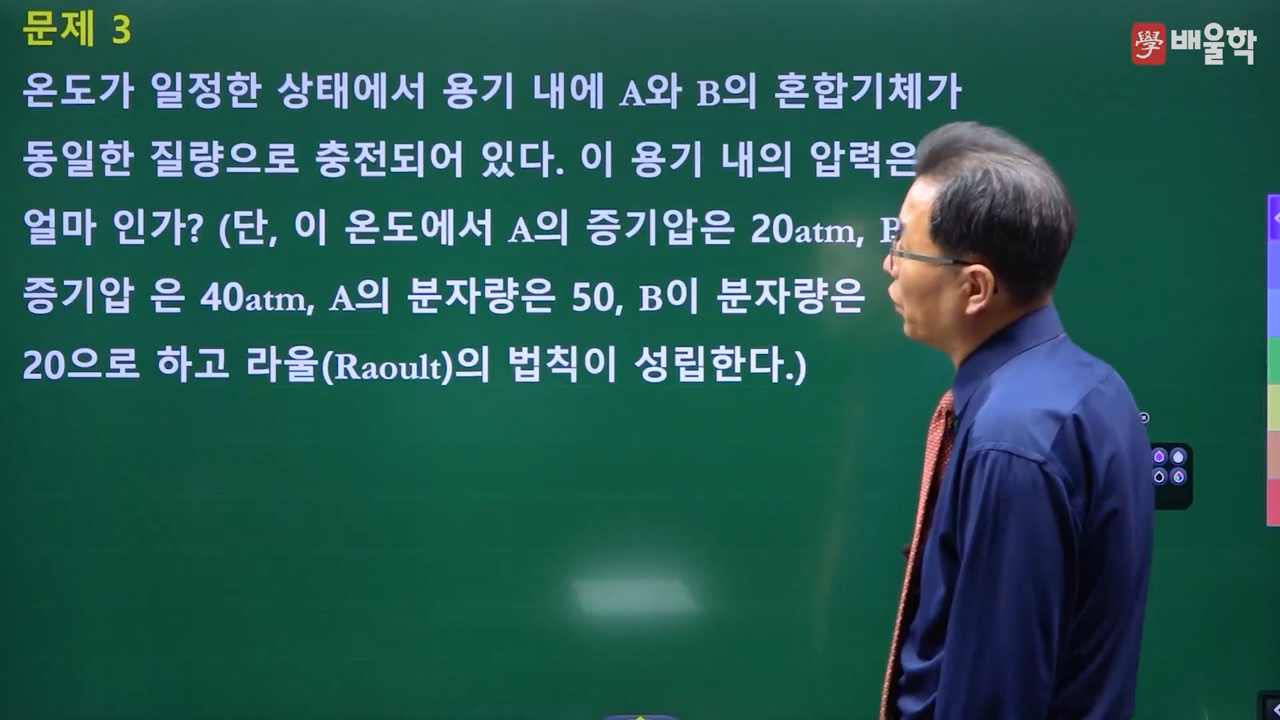 문제 3
學 배울학
온도가 일정한 상태에서 용기 내에 A와 B의 혼합기체가
동일한 질량으로 충전되어 있다. 이 용기 내의 압력은
얼마 인가? (단, 이 온도에서 A의 증기압은 20atm,
증기압 은 40atm, A의 분자량은 50, B이 분자량은
20으로 하고 라울(Raoult)의 법칙이 성립한다.)